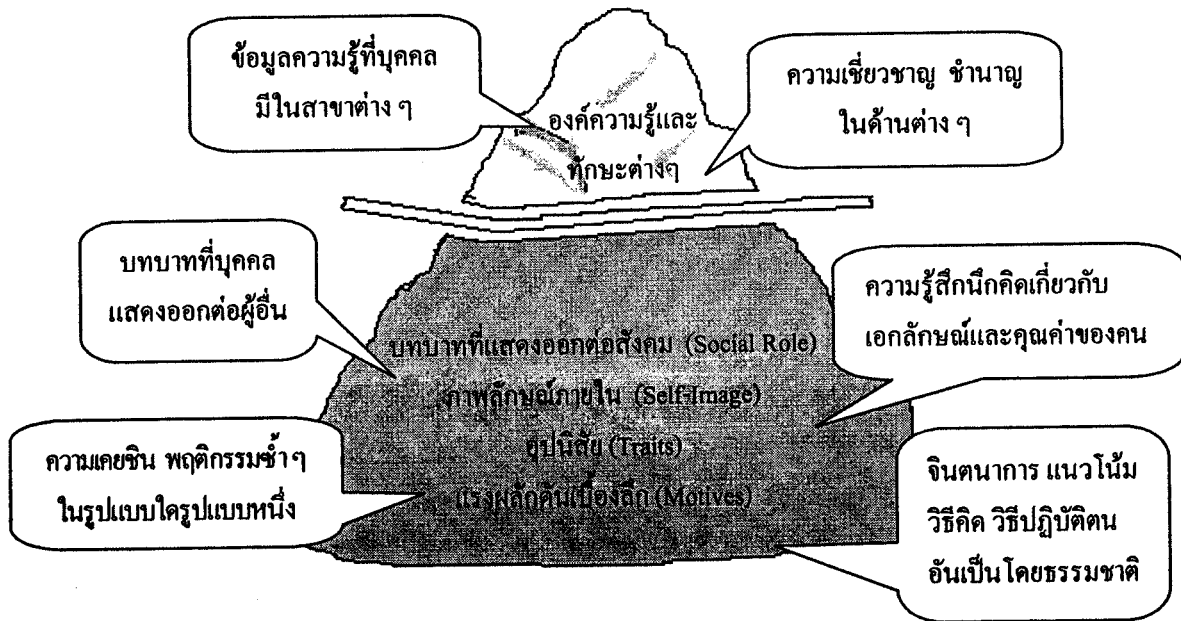 ข้อมูลความรู้ที่บุคคล
มีในสาขาต่าง ๆ
ความเชี่ยวชาญ ชำนาญ
ในด้านต่าง ๆ
องค์ความรู้และ
ทักษะต่างๆ
บทบาทที่บุคคล
แสดงออกต่อผู้อื่น
ความรู้สึกนึกคิดเกี่ยวกับ
เอกลักษณ์และคุณค่าของคน
บทบาทที่แสดงออกต่อสังคม (Social Role)
ภาพลักษณ์ภายใน (Self-Image)
อุปนิสัย (Traits)
แรงผลักดันเบื้องลึก (Motives)
ความเคยชิน พฤติกรรมซ้ำๆ
ในรูปแบบใดรูปแบบหนึ่ง
จินตนาการ แนวโน้ม
วิธีคิด วิธีปฏิบัติตน
อันเป็นโดยธรรมชาติ